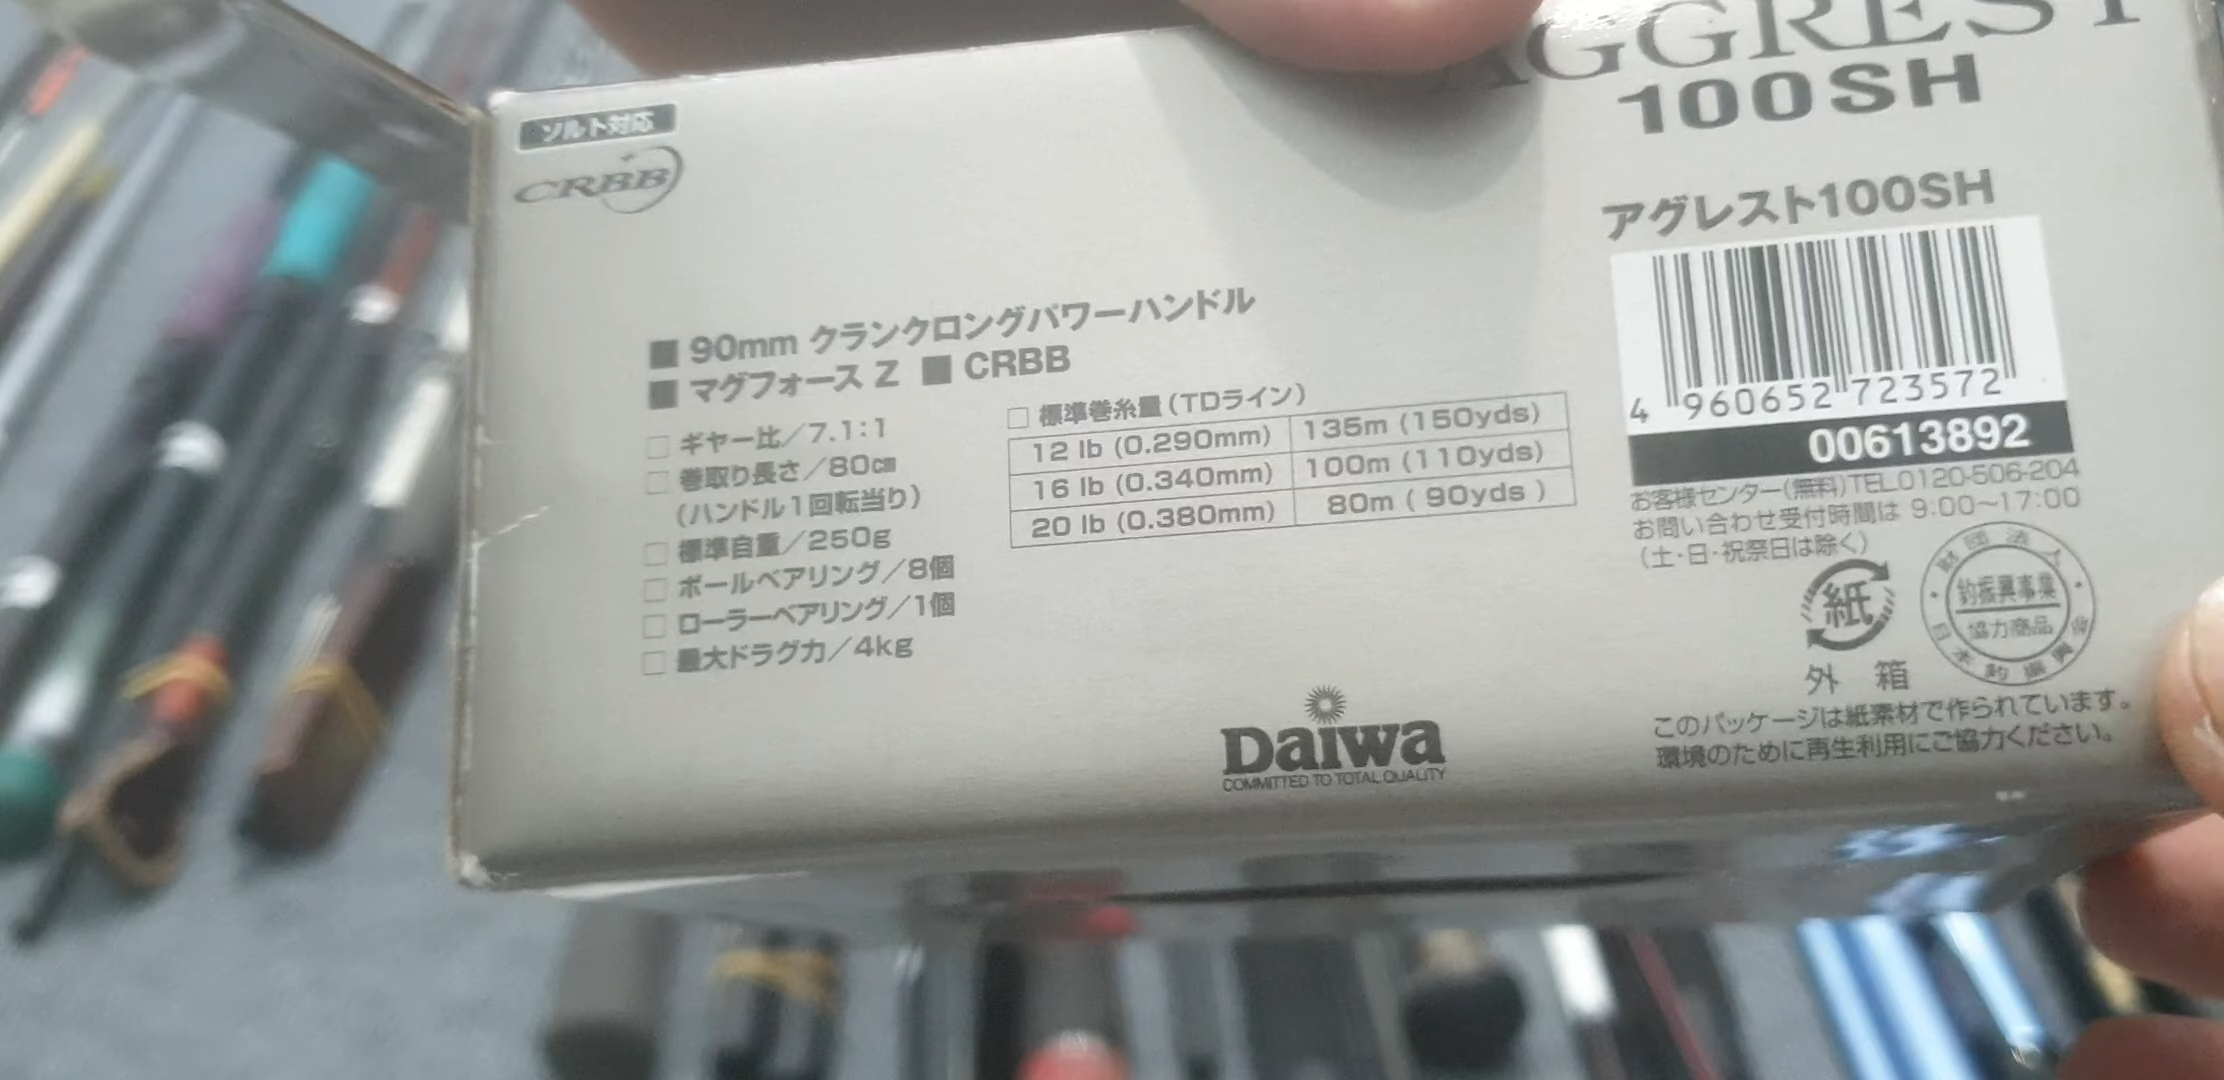 AGGREST
100SH
ソルト対応
CRBB
アグレスト100SH
■ 90mm クランクロングパワーハンドル
■ マグフォース Z ■ CRBB
□ ギヤー比／7.1:1
□ 巻取り長さ／80cm
(ハンドル1回転当り)
□ 標準自重／250g
□ ボールベアリング／8個
□ ローラーベアリング／1個
□ 最大ドラグ力／4kg
□ 標準巻糸量(TDライン)
12 lb (0.290mm) 135m (150yds)
16 lb (0.340mm) 100m (110yds)
20 lb (0.380mm) 80m ( 90yds )
4 960652 723572
00613892
お客様センター(無料)TEL0120-506-204
お問い合わせ受付時間は 9:00〜17:00
(土・日・祝祭日は除く)
紙
外 箱
財団法人
釣振興事業
協力商品
日本釣振興会
このパッケージは紙素材で作られています。
環境のために再生利用にご協力ください。
Daiwa
COMMITTED TO TOTAL QUALITY